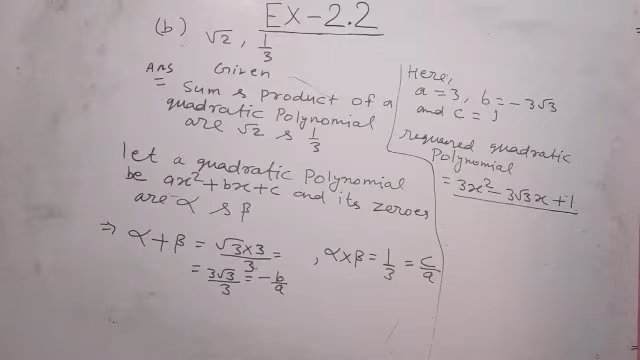 EX-2.2
(b) √2, 1/3
Ans Given
Sum & product of a
quadratic Polynomial
are √2 & 1/3
let a quadratic Polynomial
be ax²+bx+c and its zeroes
are α & β
⇒ α+β = √3×3/3 = , α×β = 1/3 = c/a
= 3√3/3 = -b/a
Here,
a=3, b=-3√3
and c=1
required quadratic
Polynomial
= 3x²-3√3x+1